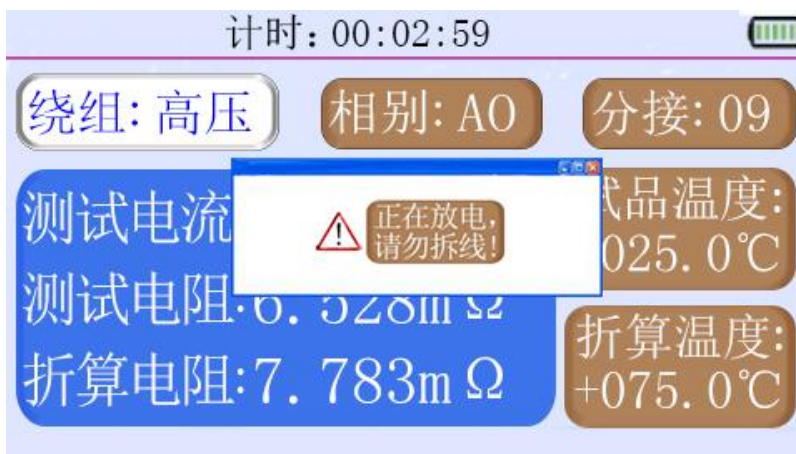 计时:00:02:59
绕组:高压
相别:AO
分接:09
测试电流
正在放电,
请勿拆线!
品温度:
025.0℃
测试电阻:6.528mΩ
折算电阻:7.783mΩ
折算温度:
+075.0℃